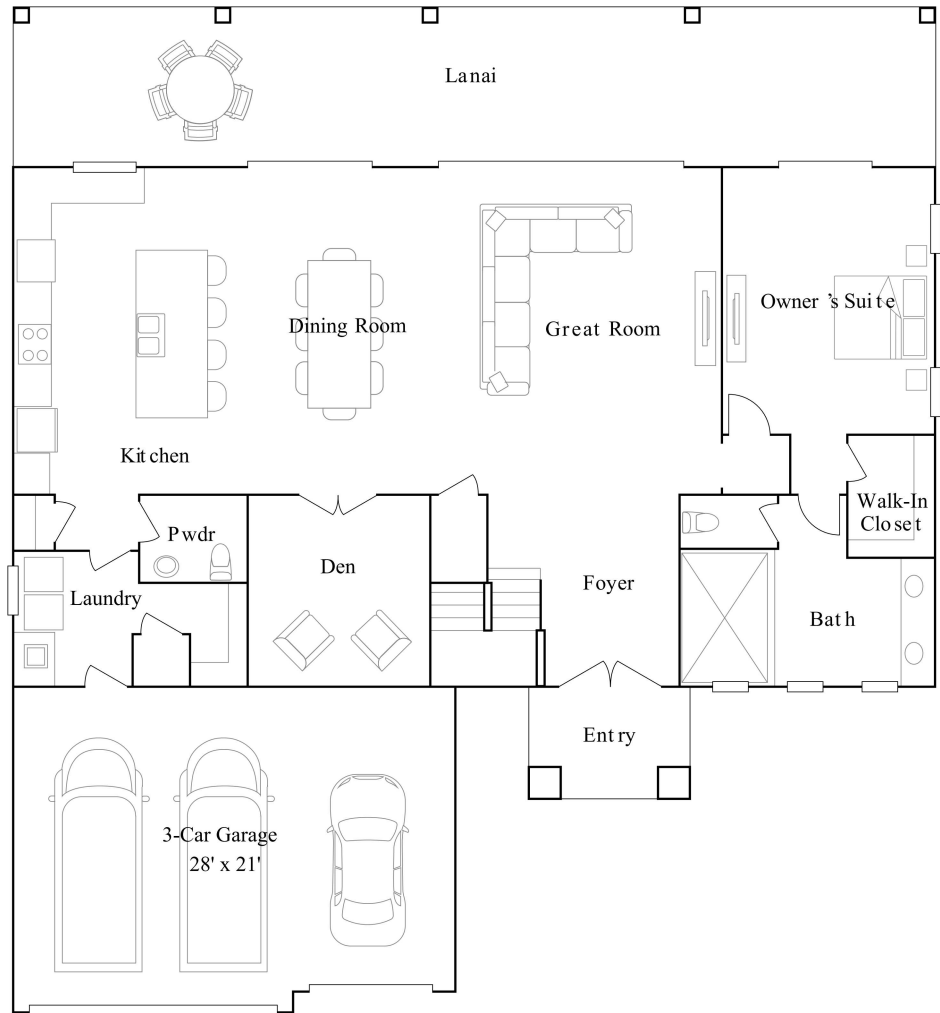 Lanai
Owner 's Suite
Dining Room
Great Room
Kitchen
Walk-In
Closet
Pwdr
Den
Foyer
Laundry
Bath
Entry
3-Car Garage
28' x 21'